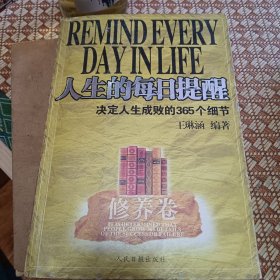 REMIND EVERY
DAY IN LIFE
人生的每日提醒
决定人生成败的365个细节
王琳涵 编著
修养卷
人民日报出版社